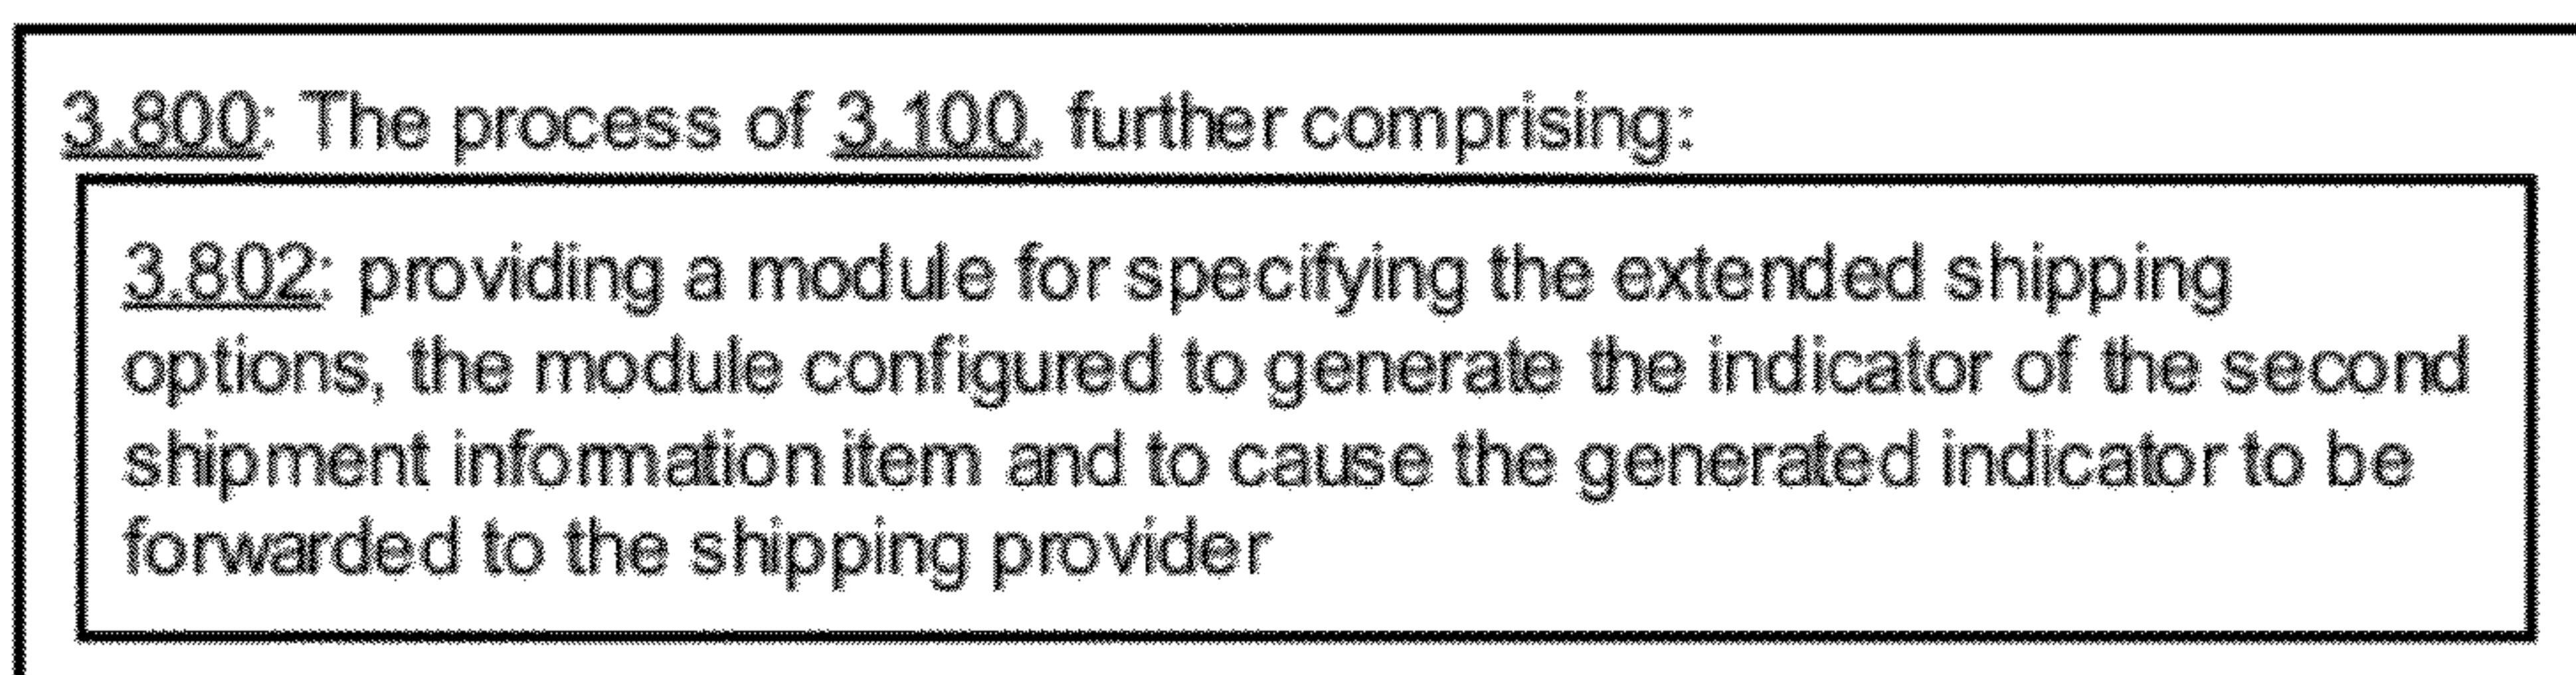 3.800: The process of 3.100, further comprising:
3.802: providing a module for specifying the extended shipping
options, the module configured to generate the indicator of the second
shipment information item and to cause the generated indicator to be
forwarded to the shipping provider